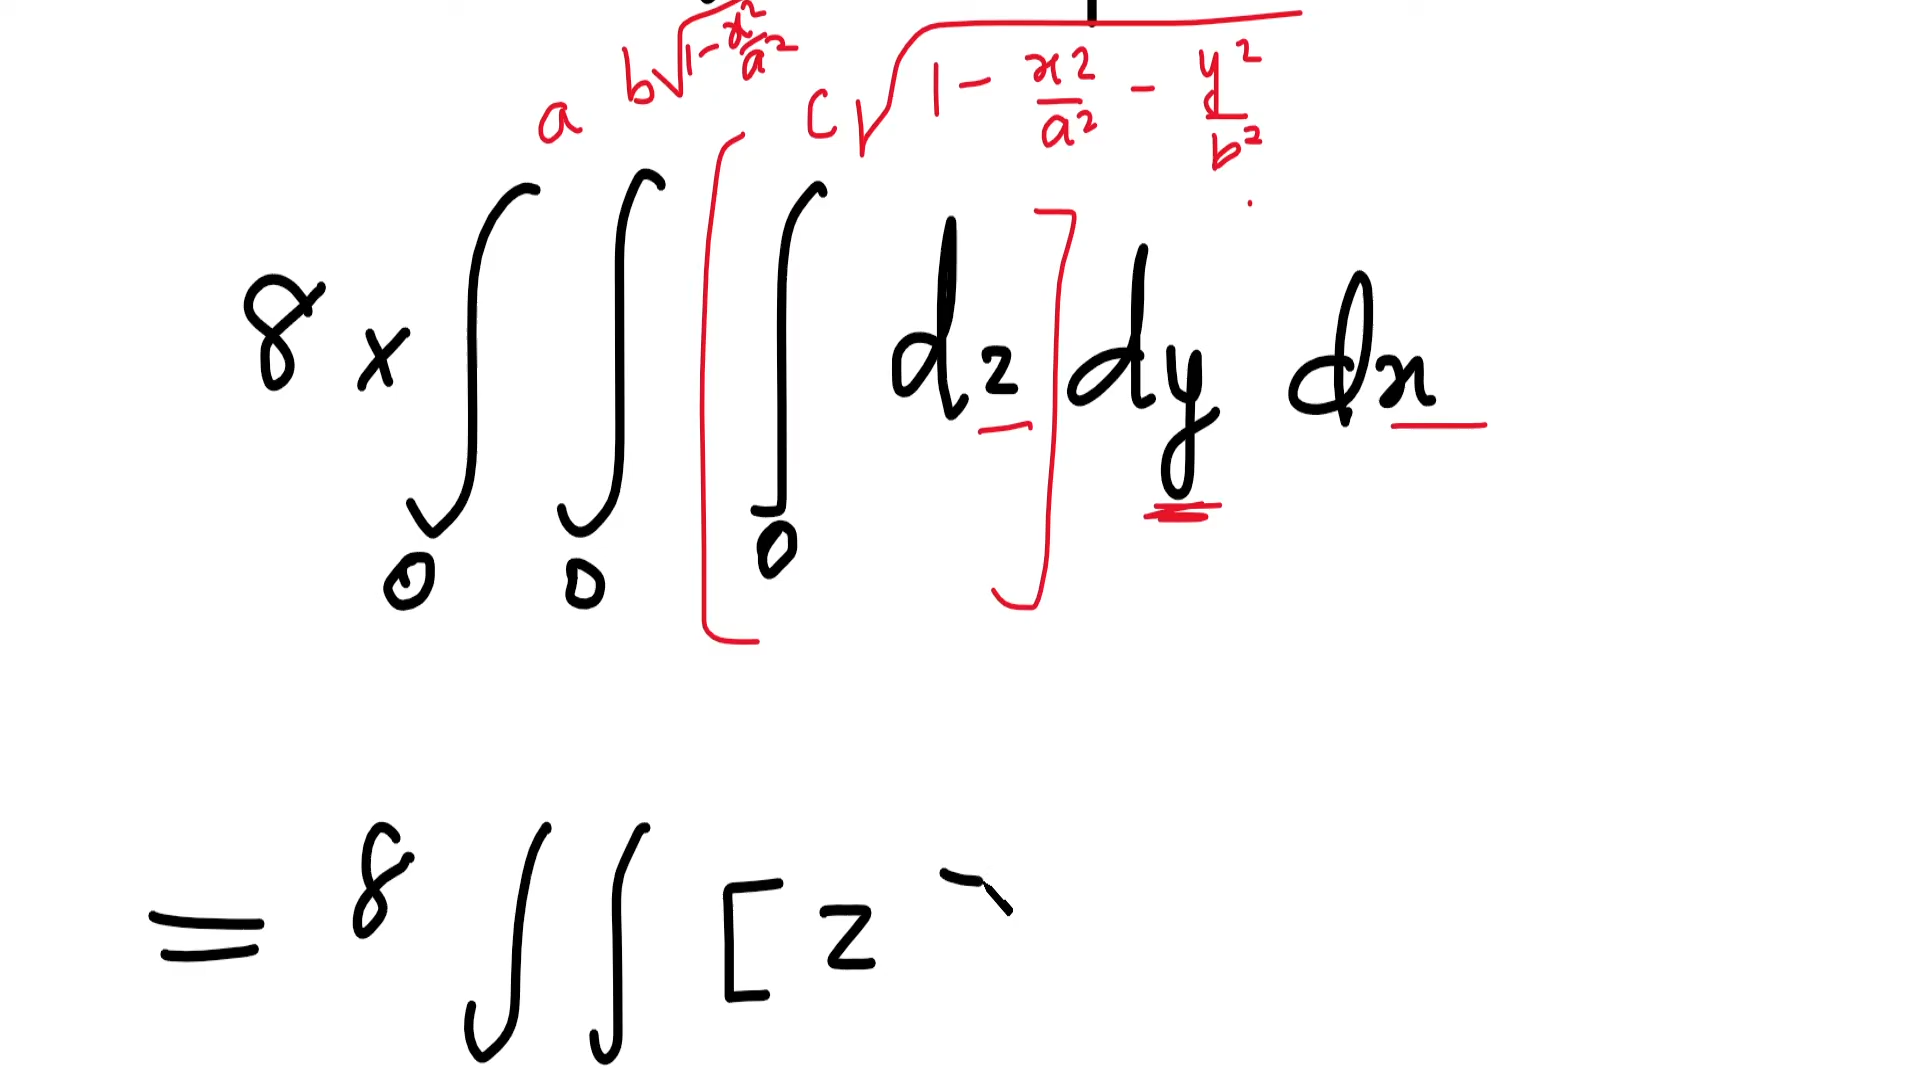 8 × ∫₀^a ∫₀^{b√(1 - x²/a²)} [ ∫₀^{c√(1 - x²/a² - y²/b²)} dz ] dy dx
= 8 ∫ ∫ [ z